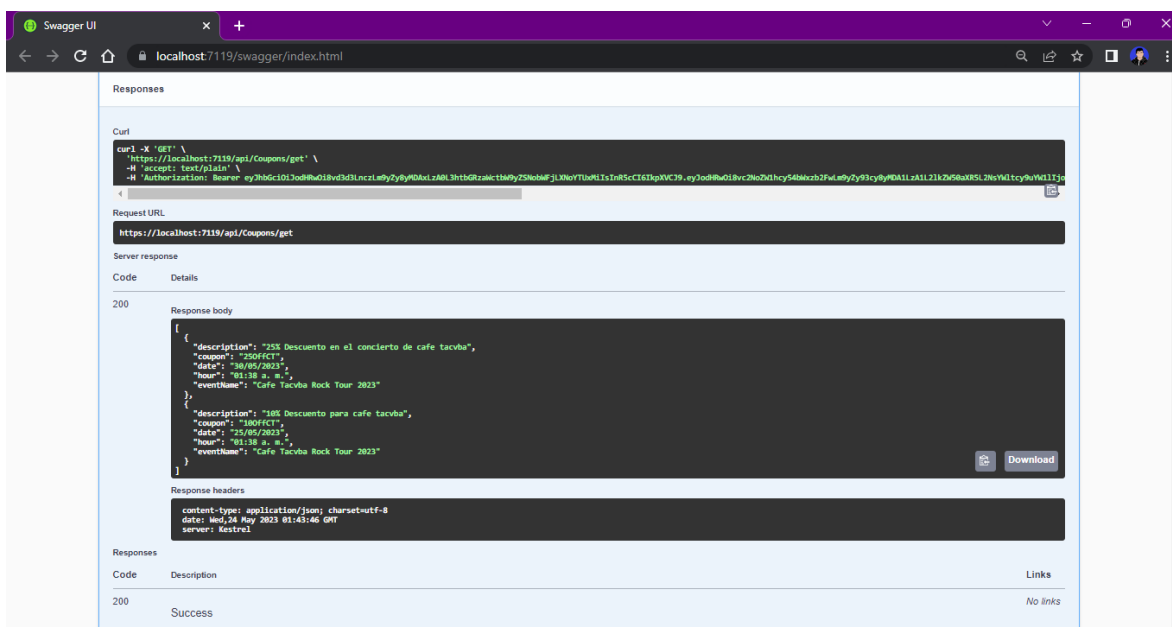 Swagger UI
localhost:7119/swagger/index.html
Responses
Curl
curl -X 'GET' \
'https://localhost:7119/api/Coupons/get' \
-H 'accept: text/plain' \
-H 'Authorization: Bearer
Request URL
https://localhost:7119/api/Coupons/get
Server response
Code Details
200
Response body
[
{
"description": "25% Descuento en el concierto de cafe tacvba",
"coupon": "25OffCT",
"date": "30/05/2023",
"hour": "01:38 a. m.",
"eventName": "Cafe Tacvba Rock Tour 2023"
},
{
"description": "10% Descuento para cafe tacvba",
"coupon": "10OffCT",
"date": "25/05/2023",
"hour": "01:38 a. m.",
"eventName": "Cafe Tacvba Rock Tour 2023"
}
]
Download
Response headers
content-type: application/json; charset=utf-8
date: Wed,24 May 2023 01:43:46 GMT
server: Kestrel
Responses
Code Description Links
200 Success No links